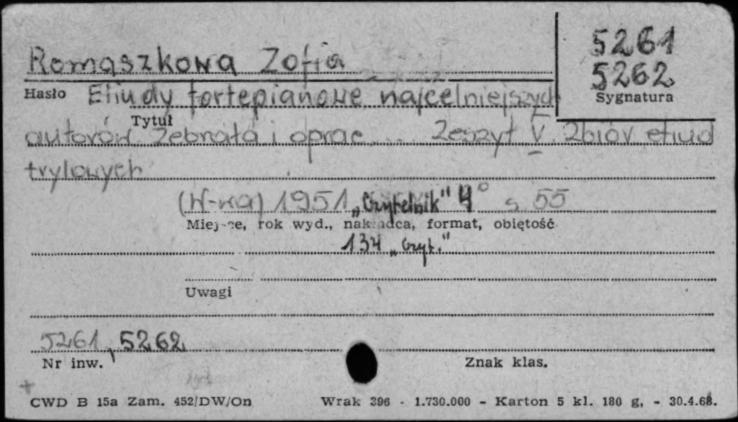 5261
Romaszkowa Zofia 5262
Hasło Etiudy fortepianowe najcelniejszych Sygnatura
Tytuł
autorów Zebrała i oprac... Zeszyt V Zbiór etiud
trylowych
(W-wa) 1951 „Czytelnik" 4° s 55
Miejsce, rok wyd., nakładca, format, objętość
134 „Czyt."
Uwagi
5261, 5262
Nr inw. Znak klas.
CWD B 15a Zam. 452/DW/On Wrak 396 - 1.730.000 - Karton 5 kl. 180 g, - 30.4.68.